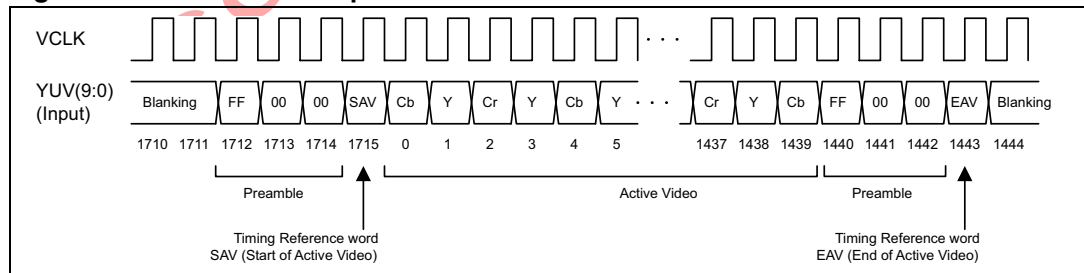 VCLK
. . .
YUV(9:0)
(Input)
Blanking FF 00 00 SAV Cb Y Cr Y Cb Y . . . Cr Y Cb FF 00 00 EAV Blanking
1710 1711 1712 1713 1714 1715 0 1 2 3 4 5 1437 1438 1439 1440 1441 1442 1443 1444
Preamble Active Video Preamble
Timing Reference word
SAV (Start of Active Video)
Timing Reference word
EAV (End of Active Video)